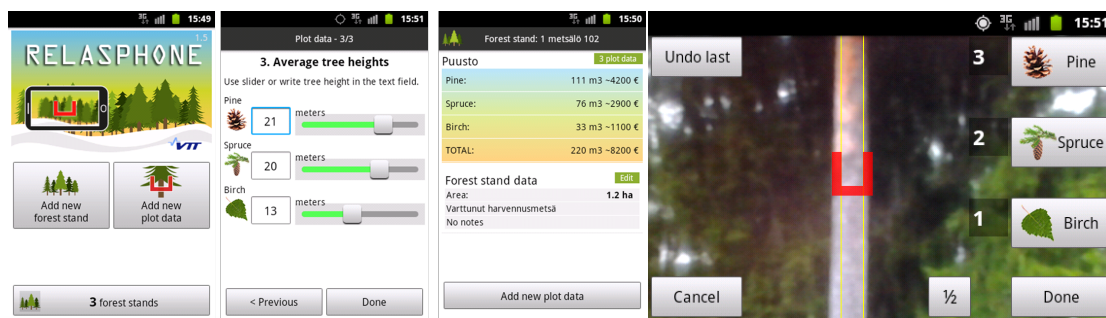 3G 15:49
1.5
RELASPHONE
VTT
Add new
forest stand
Add new
plot data
3 forest stands
3G 15:51
Plot data - 3/3
3. Average tree heights
Use slider or write tree height in the text field.
Pine
21 meters
Spruce
20 meters
Birch
13 meters
< Previous
Done
3G 15:50
Forest stand: 1 metsälö 102
Puusto 3 plot data
Pine: 111 m3 ~4200 €
Spruce: 76 m3 ~2900 €
Birch: 33 m3 ~1100 €
TOTAL: 220 m3 ~8200 €
Forest stand data Edit
Area: 1.2 ha
Varttunut harvennusmetsä
No notes
Add new plot data
3G 15:51
Undo last
3 Pine
2 Spruce
1 Birch
Cancel
½
Done